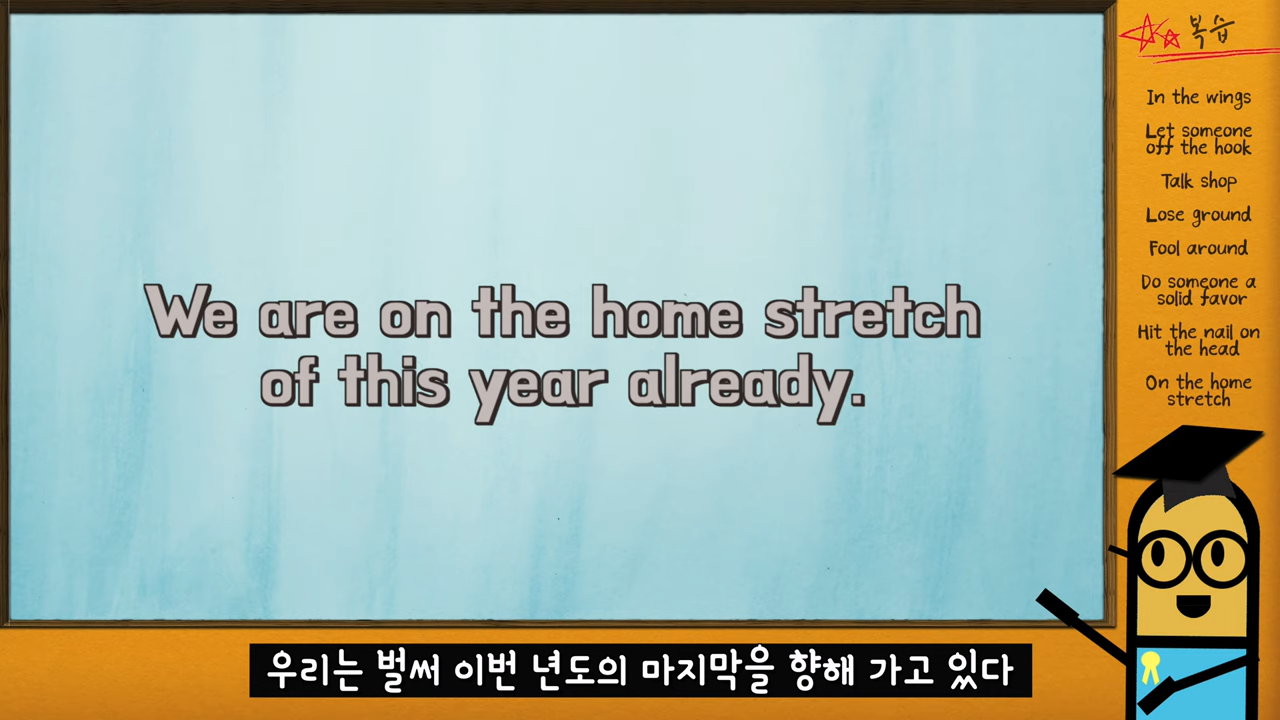 We are on the home stretch
of this year already.
복습
In the wings
Let someone
off the hook
Talk shop
Lose ground
Fool around
Do someone a
solid favor
Hit the nail on
the head
On the home
stretch
우리는 벌써 이번 년도의 마지막을 향해 가고 있다